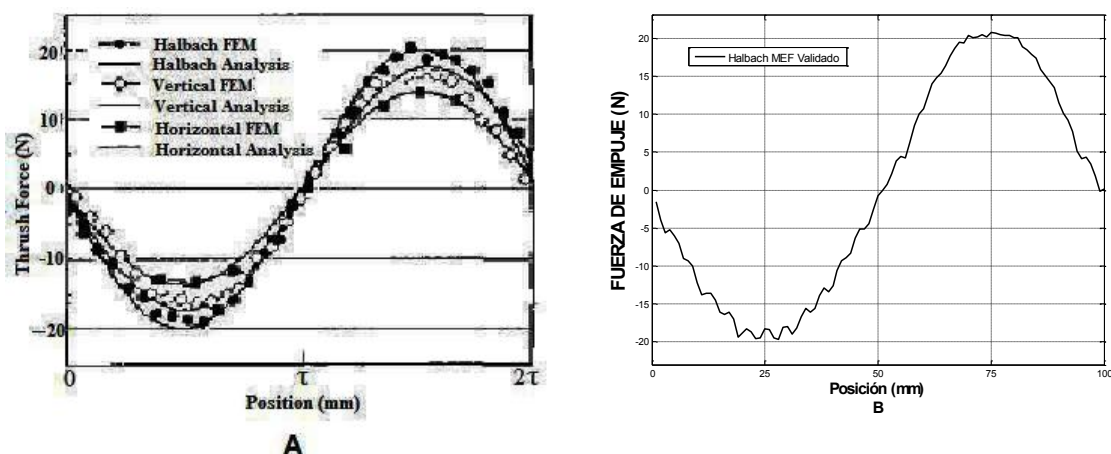 20
10
0
-10
-20
Thrush Force (N)
Halbach FEM
Halbach Analysis
Vertical FEM
Vertical Analysis
Horizontal FEM
Horizontal Analysis
0
τ
2τ
Position (mm)
A
20
15
10
5
0
-5
-10
-15
-20
FUERZA DE EMPUJE (N)
Halbach MEF Validado
0
25
50
75
100
Posición (mm)
B